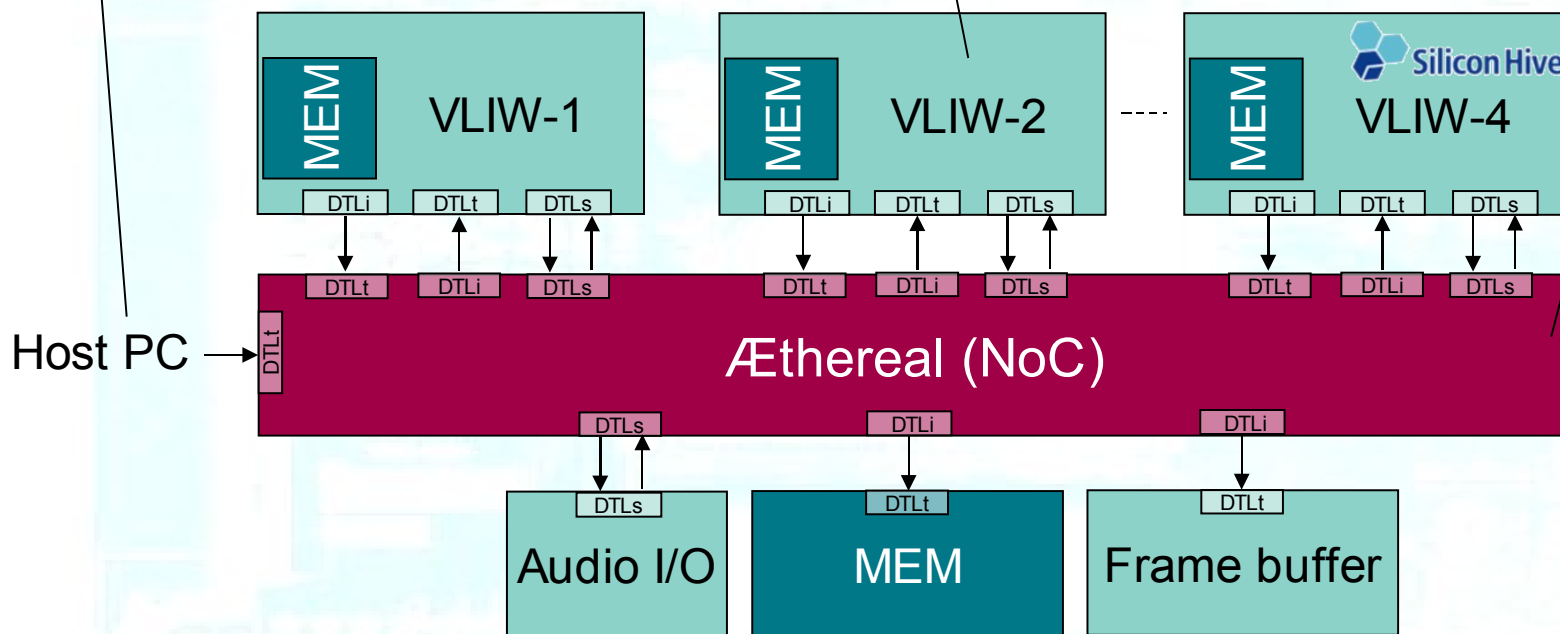 Silicon Hive
MEM
VLIW-1
MEM
VLIW-2
MEM
VLIW-4
DTLi DTLt DTLs
DTLi DTLt DTLs
DTLi DTLt DTLs
DTLt DTLi DTLs
DTLt DTLi DTLs
DTLt DTLi DTLs
Host PC
DTLt
Æthereal (NoC)
DTLs
DTLi
DTLi
DTLs
DTLt
DTLt
Audio I/O
MEM
Frame buffer